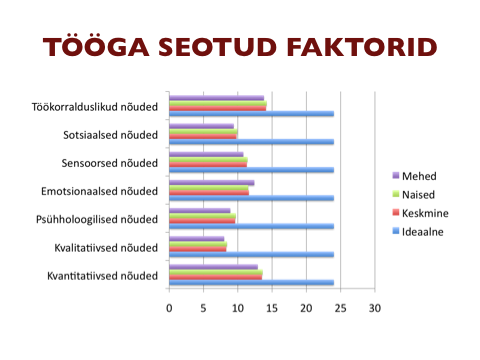 TÖÖGA SEOTUD FAKTORID
Töökorralduslikud nõuded
Sotsiaalsed nõuded
Sensoorsed nõuded
Emotsionaalsed nõuded
Psühholoogilised nõuded
Kvalitatiivsed nõuded
Kvantitatiivsed nõuded
0 5 10 15 20 25 30
Mehed
Naised
Keskmine
Ideaalne